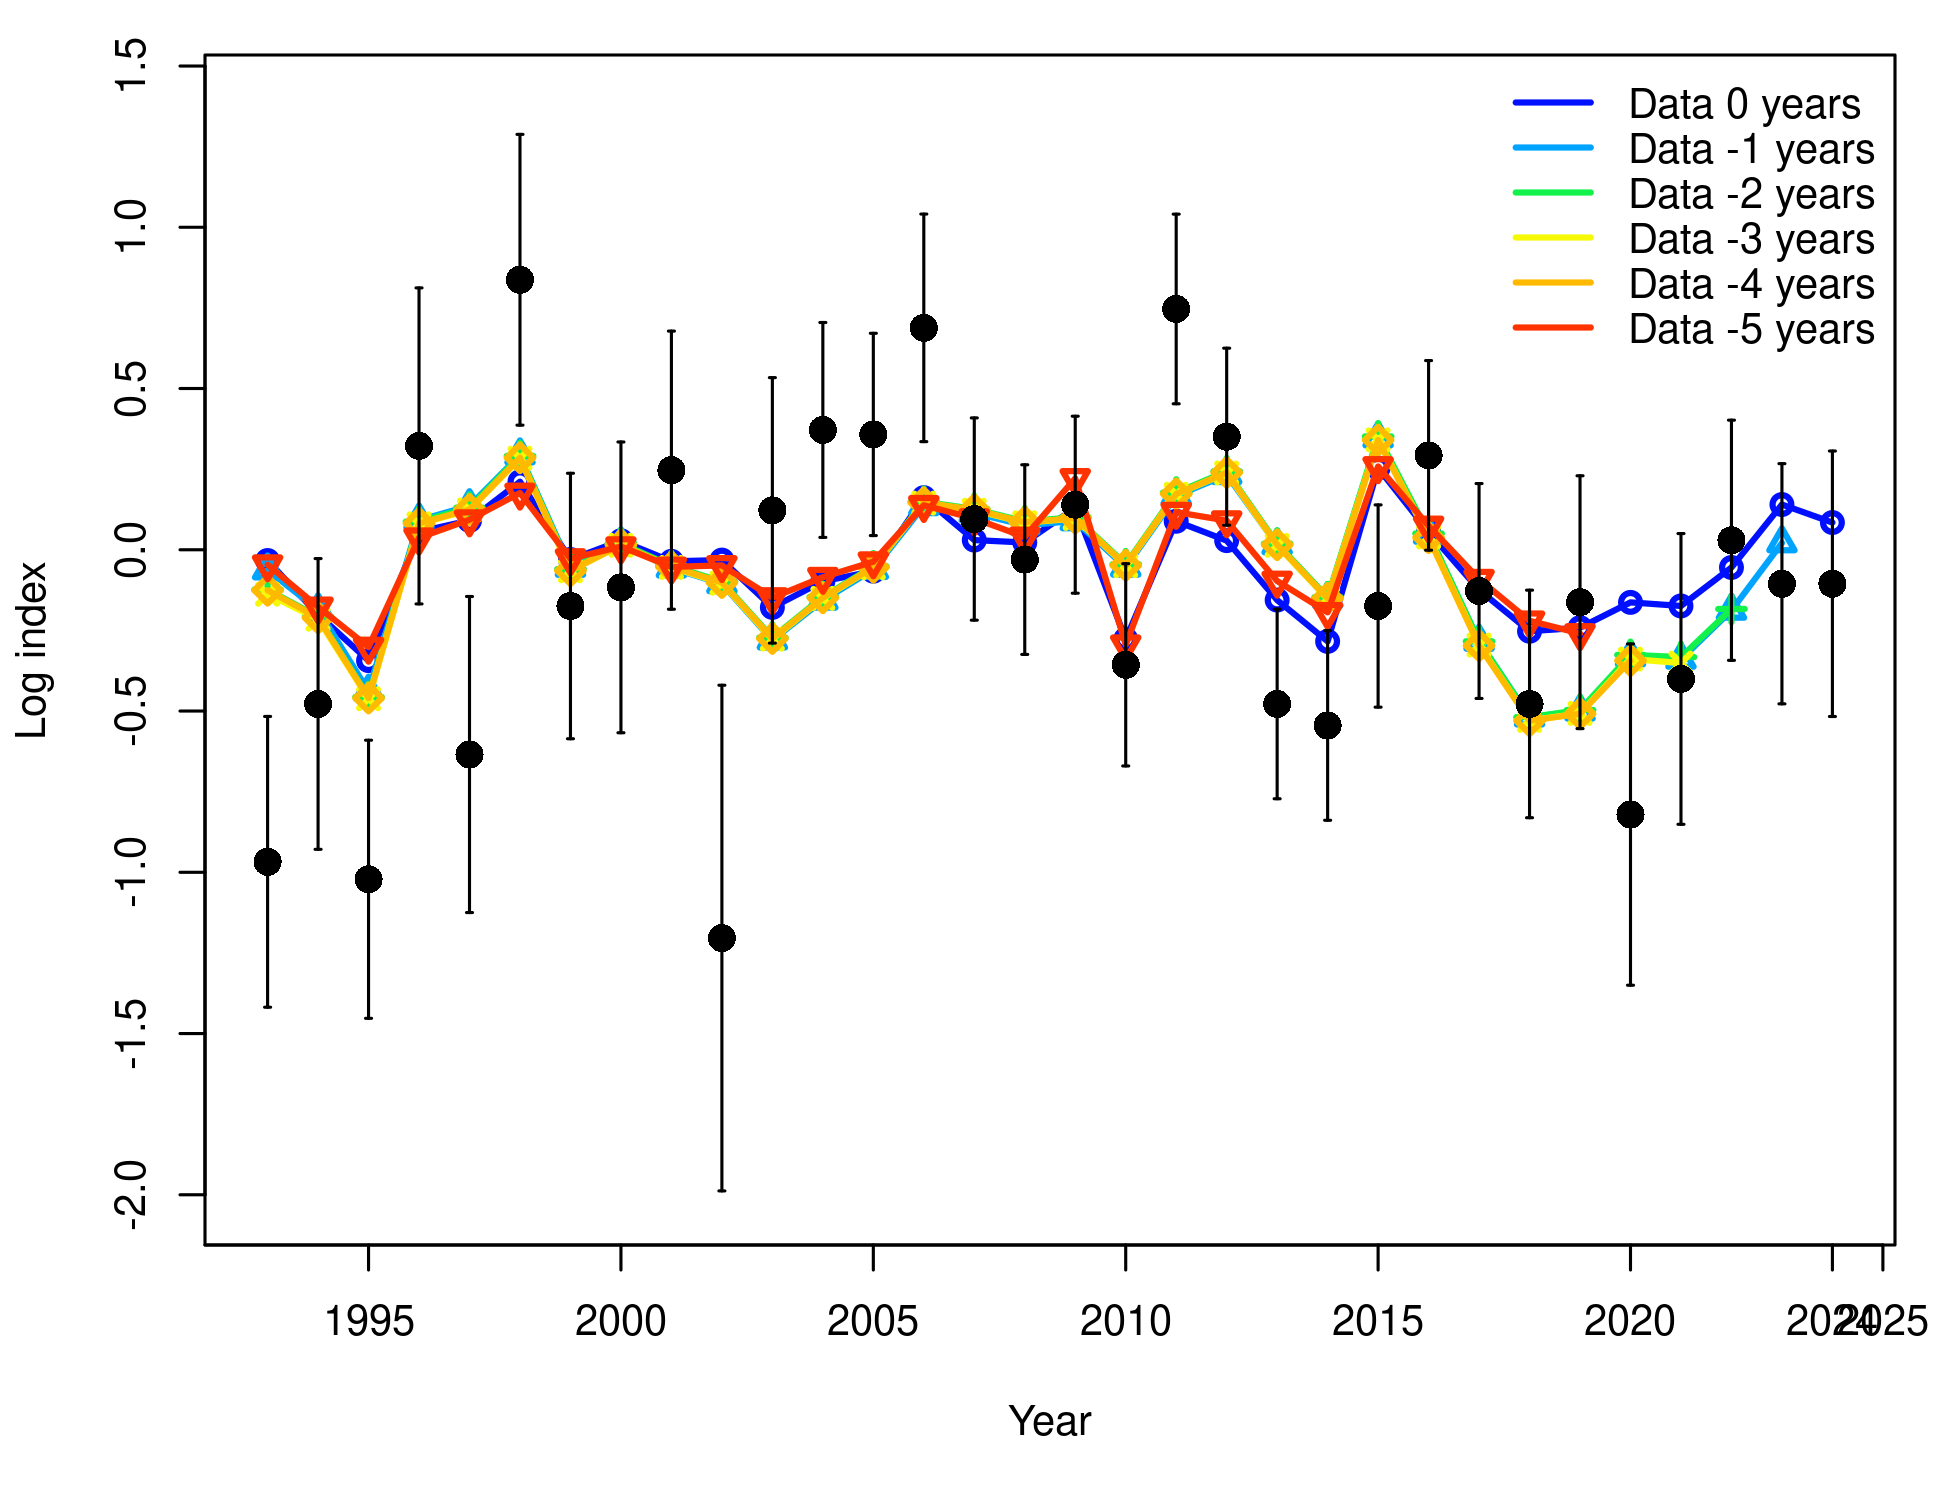 1.5
1.0
0.5
0.0
-0.5
-1.0
-1.5
-2.0
Log index
Data 0 years
Data -1 years
Data -2 years
Data -3 years
Data -4 years
Data -5 years
1995 2000 2005 2010 2015 2020 2024 2025
Year